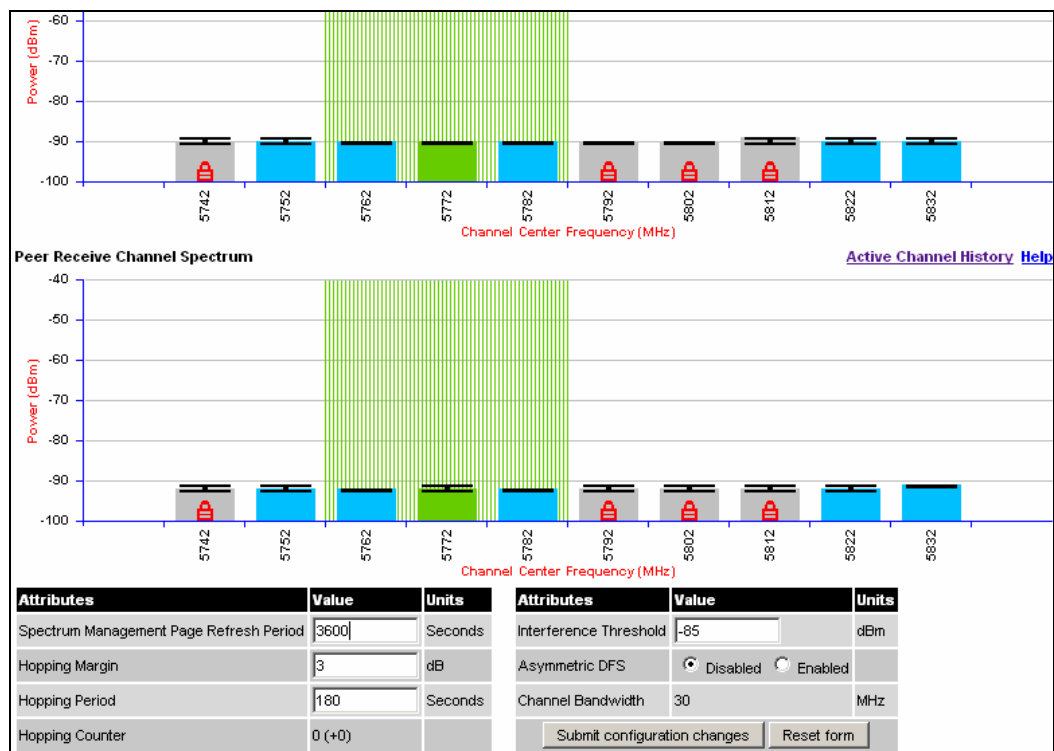 -60
-70
-80
-90
-100
Power (dBm)
5742 5752 5762 5772 5782 5792 5802 5812 5822 5832
Channel Center Frequency (MHz)
Peer Receive Channel Spectrum Active Channel History Help
-40
-50
-60
-70
-80
-90
-100
Power (dBm)
5742 5752 5762 5772 5782 5792 5802 5812 5822 5832
Channel Center Frequency (MHz)
Attributes Value Units Attributes Value Units
Spectrum Management Page Refresh Period 3600 Seconds Interference Threshold -85 dBm
Hopping Margin 3 dB Asymmetric DFS Disabled Enabled
Hopping Period 180 Seconds Channel Bandwidth 30 MHz
Hopping Counter 0 (+0) Submit configuration changes Reset form